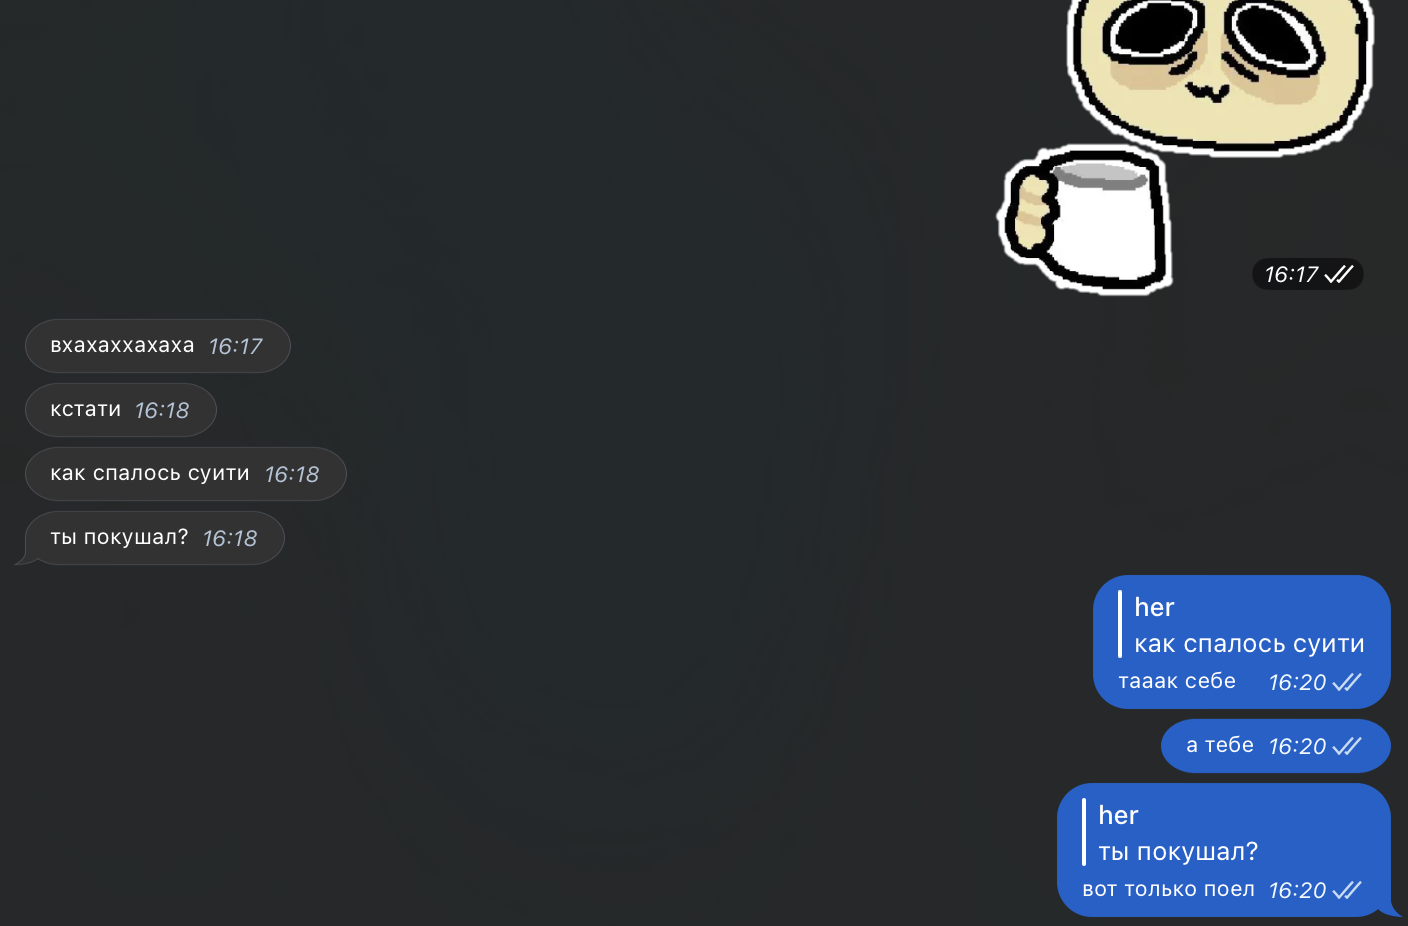 16:17
вхахаххахаха 16:17
кстати 16:18
как спалось суити 16:18
ты покушал? 16:18
her
как спалось суити
тааак себе 16:20
а тебе 16:20
her
ты покушал?
вот только поел 16:20